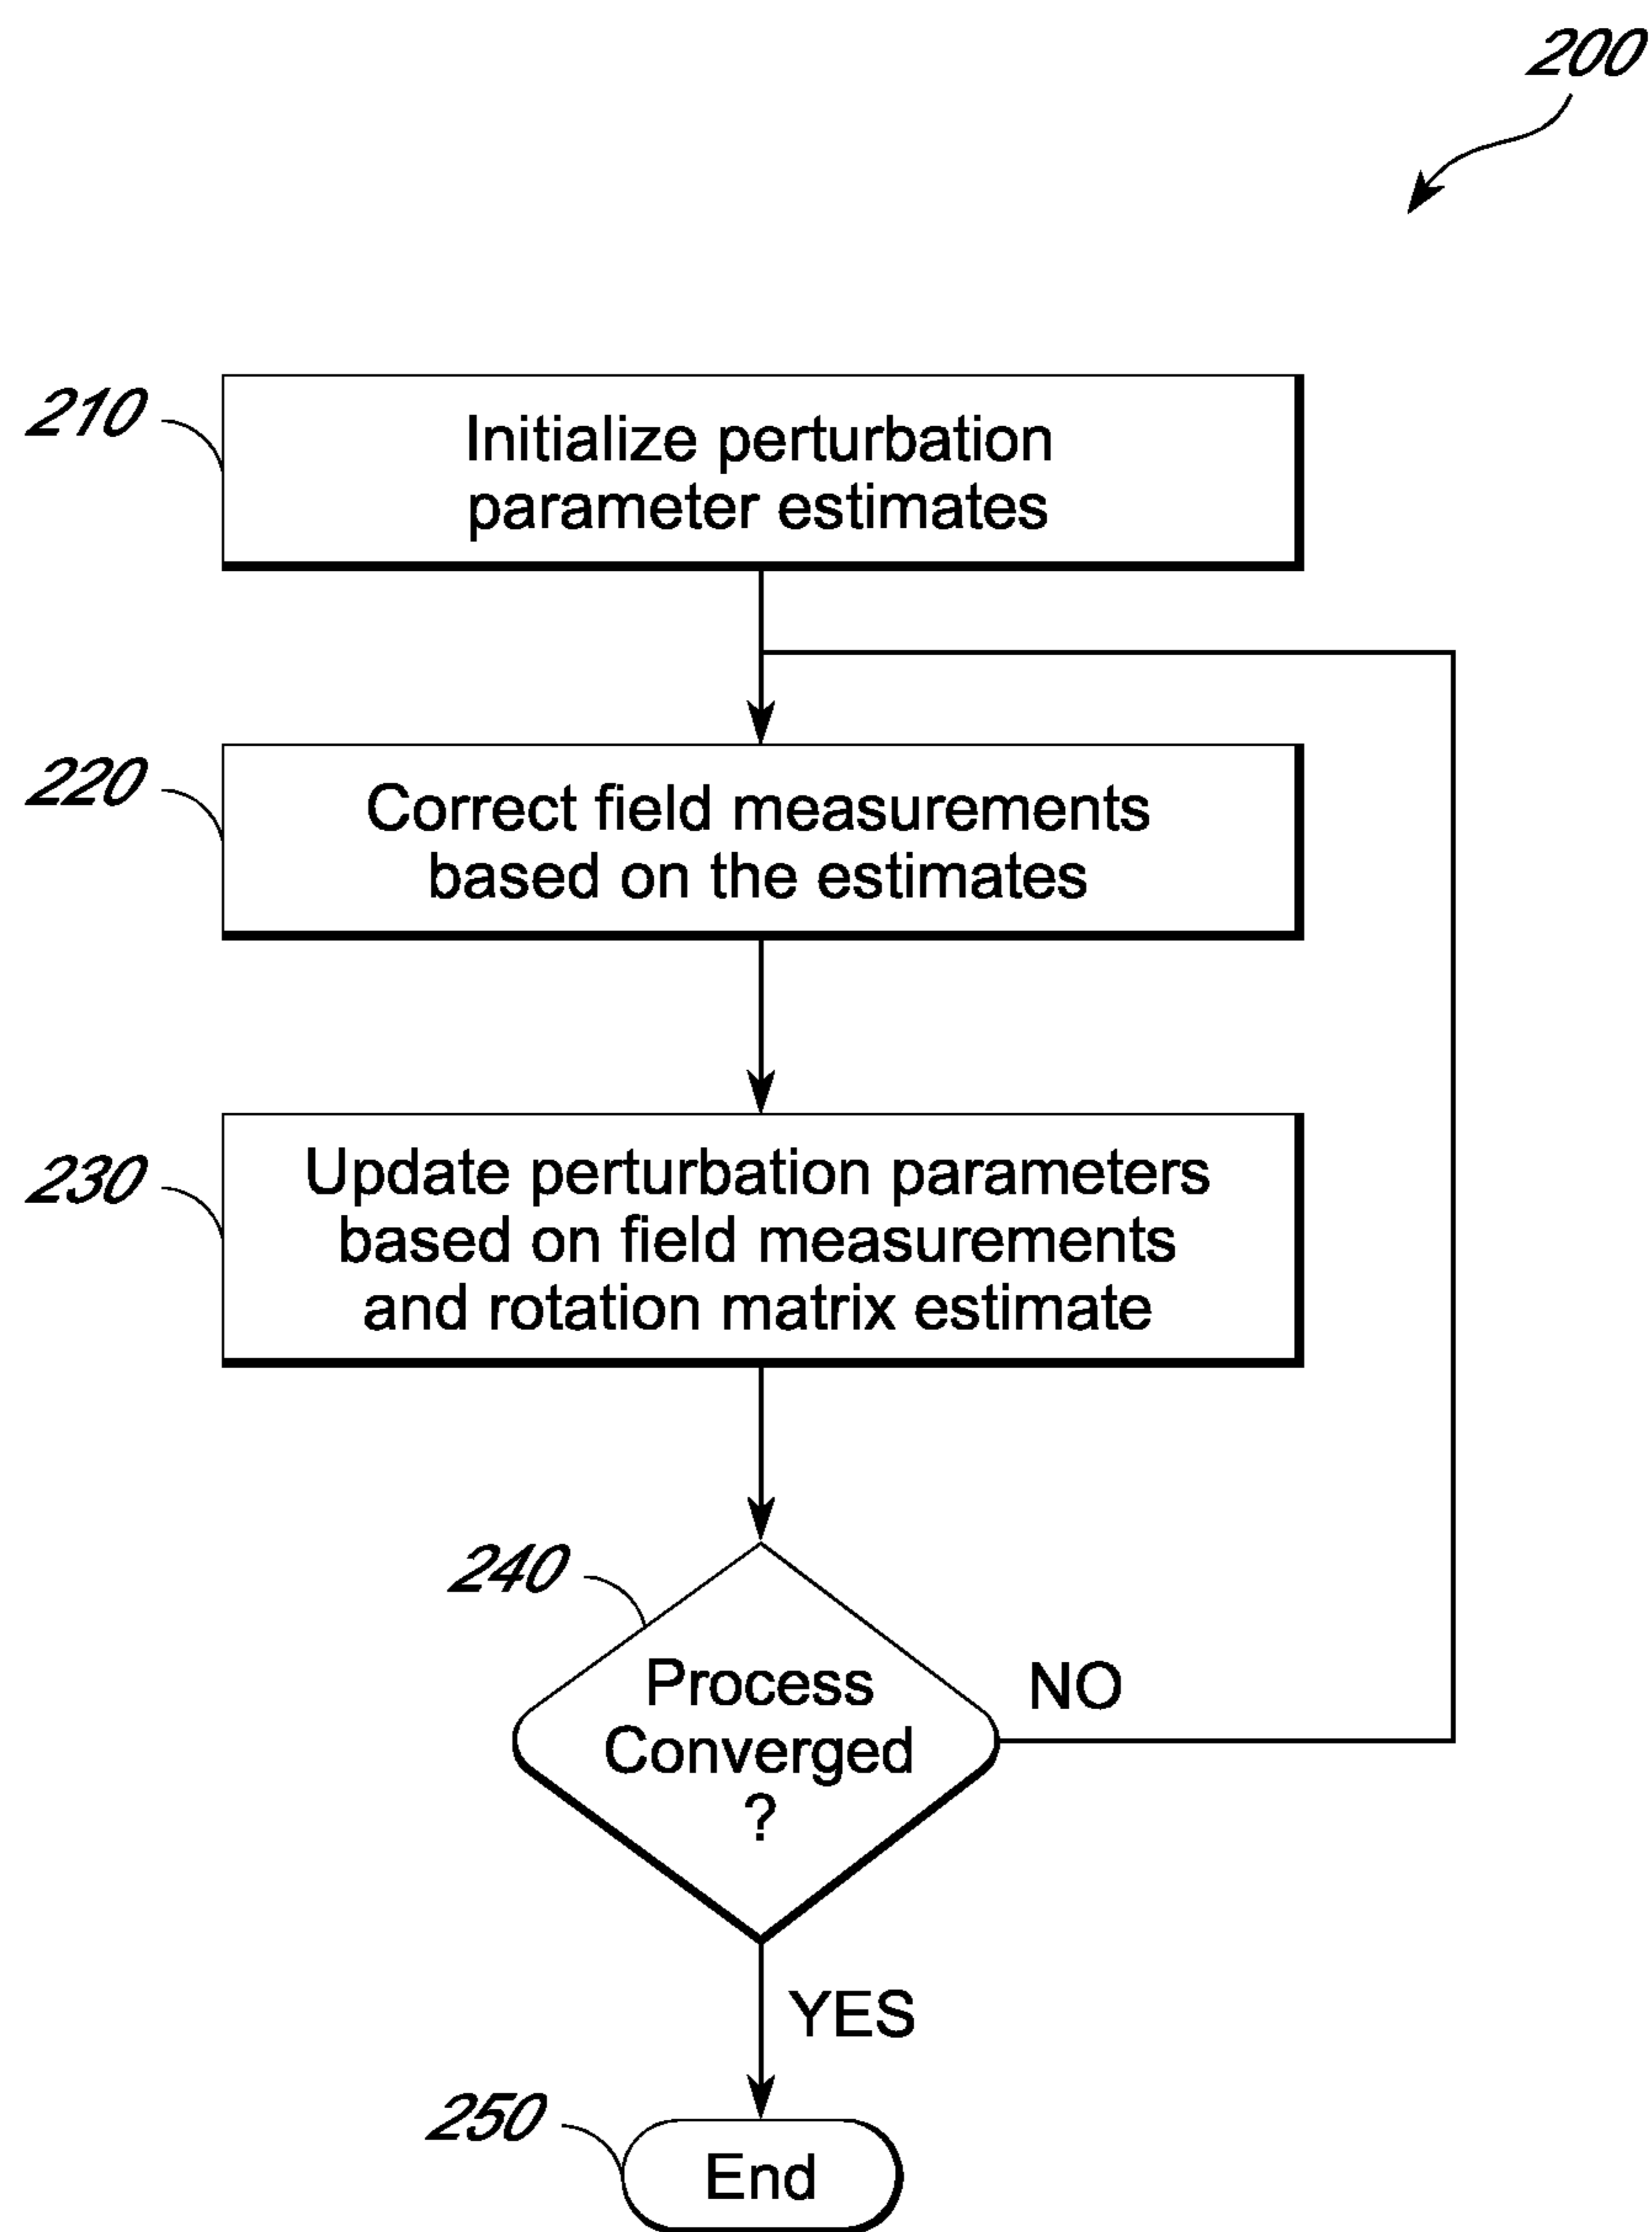 200
210
Initialize perturbation
parameter estimates
220
Correct field measurements
based on the estimates
230
Update perturbation parameters
based on field measurements
and rotation matrix estimate
240
Process
Converged
?
NO
YES
250
End